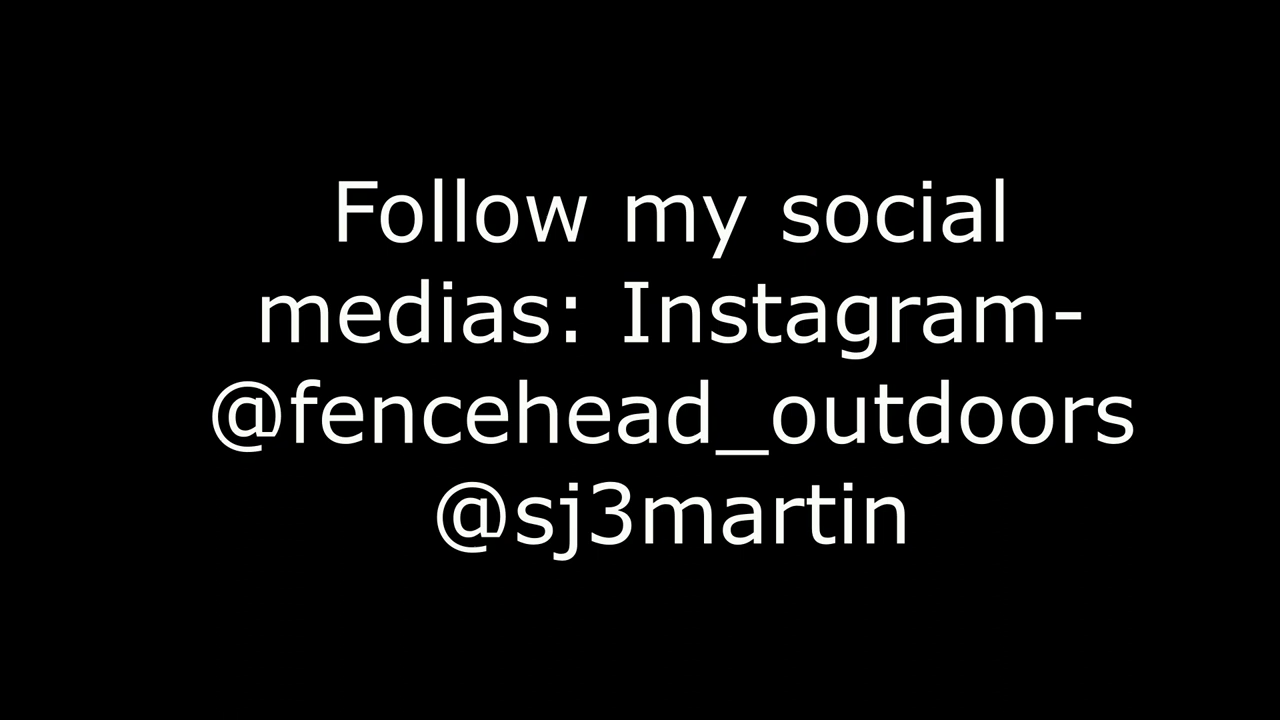 Follow my social
medias: Instagram-
@fencehead_outdoors
@sj3martin